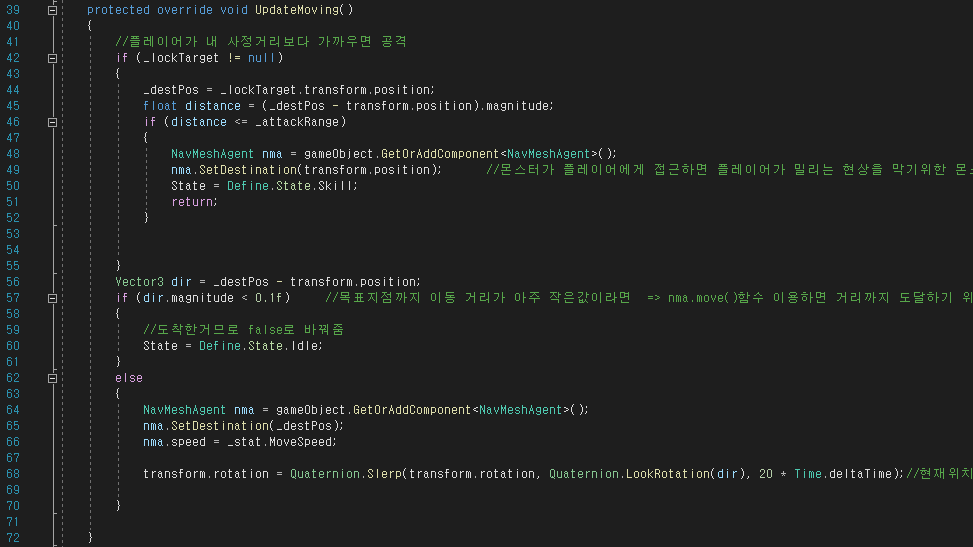 39 protected override void UpdateMoving()
40 {
41 //플레이어가 내 사정거리보다 가까우면 공격
42 if (_lockTarget != null)
43 {
44 _destPos = _lockTarget.transform.position;
45 float distance = (_destPos - transform.position).magnitude;
46 if (distance <= _attackRange)
47 {
48 NavMeshAgent nma = gameObject.GetOrAddComponent<NavMeshAgent>();
49 nma.SetDestination(transform.position); //몬스터가 플레이어에게 접근하면 플레이어가 밀리는 현상을 막기위한
50 State = Define.State.Skill;
51 return;
52 }
53
54
55 }
56 Vector3 dir = _destPos - transform.position;
57 if (dir.magnitude < 0.1f) //목표지점까지 이동 거리가 아주 작은값이라면 => nma.move()함수 이용하면 거리까지 도달하기
58 {
59 //도착한거므로 false로 바꿔줌
60 State = Define.State.Idle;
61 }
62 else
63 {
64 NavMeshAgent nma = gameObject.GetOrAddComponent<NavMeshAgent>();
65 nma.SetDestination(_destPos);
66 nma.speed = _stat.MoveSpeed;
67
68 transform.rotation = Quaternion.Slerp(transform.rotation, Quaternion.LookRotation(dir), 20 * Time.deltaTime);//현재위치
69
70 }
71
72 }